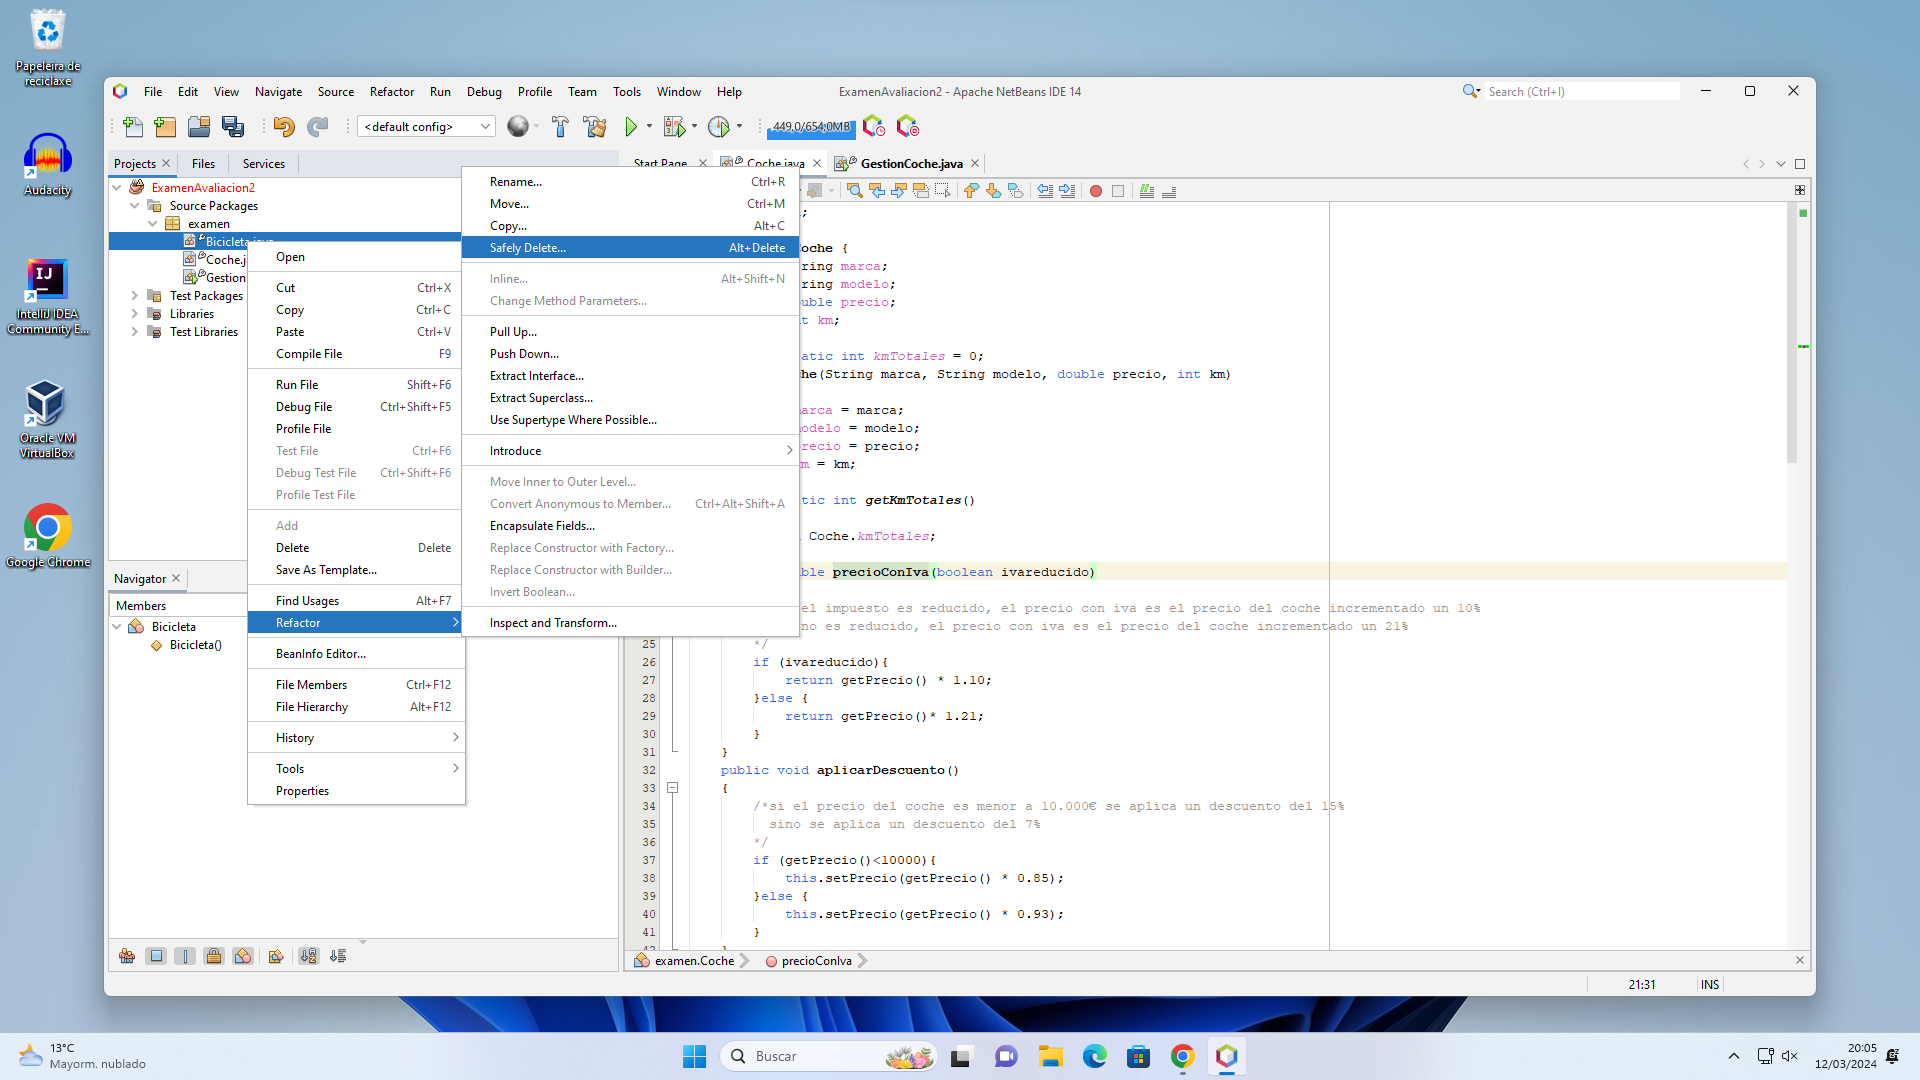 Papeleira de
reciclaxe
Audacity
IntelliJ IDEA
Community E...
Oracle VM
VirtualBox
Google Chrome
File Edit View Navigate Source Refactor Run Debug Profile Team Tools Window Help
ExamenAvaliacion2 - Apache NetBeans IDE 14
Search (Ctrl+I)
<default config>
449,0/654,0MB
Projects Files Services
Start Page Coche.java GestionCoche.java
ExamenAvaliacion2
Source Packages
examen
Bicicleta.java
Coche.j
Gestion
Test Packages
Libraries
Test Libraries
Navigator
Members
Bicicleta
Bicicleta()
Open
Cut Ctrl+X
Copy Ctrl+C
Paste Ctrl+V
Compile File F9
Run File Shift+F6
Debug File Ctrl+Shift+F5
Profile File
Test File Ctrl+F6
Debug Test File Ctrl+Shift+F6
Profile Test File
Add
Delete Delete
Save As Template...
Find Usages Alt+F7
Refactor
BeanInfo Editor...
File Members Ctrl+F12
File Hierarchy Alt+F12
History
Tools
Properties
Rename... Ctrl+R
Move... Ctrl+M
Copy... Alt+C
Safely Delete... Alt+Delete
Inline... Alt+Shift+N
Change Method Parameters...
Pull Up...
Push Down...
Extract Interface...
Extract Superclass...
Use Supertype Where Possible...
Introduce
Move Inner to Outer Level...
Convert Anonymous to Member... Ctrl+Alt+Shift+A
Encapsulate Fields...
Replace Constructor with Factory...
Replace Constructor with Builder...
Invert Boolean...
Inspect and Transform...
;
oche {
ring marca;
ring modelo;
uble precio;
t km;
atic int kmTotales = 0;
he(String marca, String modelo, double precio, int km)
arca = marca;
odelo = modelo;
recio = precio;
m = km;
tic int getKmTotales()
Coche.kmTotales;
ble precioConIva(boolean ivareducido)
el impuesto es reducido, el precio con iva es el precio del coche incrementado un 10%
no es reducido, el precio con iva es el precio del coche incrementado un 21%
25 */
26 if (ivareducido){
27 return getPrecio() * 1.10;
28 }else {
29 return getPrecio()* 1.21;
30 }
31 }
32 public void aplicarDescuento()
33 {
34 /*si el precio del coche es menor a 10.000€ se aplica un descuento del 15%
35 sino se aplica un descuento del 7%
36 */
37 if (getPrecio()<10000){
38 this.setPrecio(getPrecio() * 0.85);
39 }else {
40 this.setPrecio(getPrecio() * 0.93);
41 }
42 }
examen.Coche precioConIva
21:31 INS
13°C
Mayorm. nublado
Buscar
20:05
12/03/2024